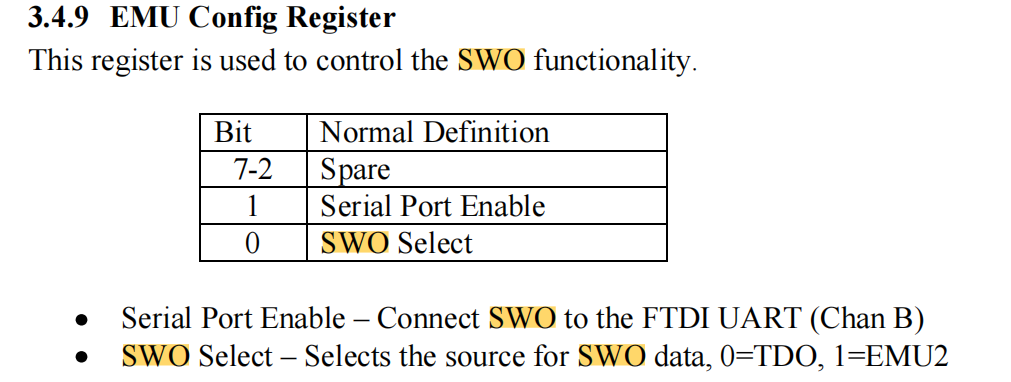 3.4.9 EMU Config Register
This register is used to control the SWO functionality.
Bit Normal Definition
7-2 Spare
1 Serial Port Enable
0 SWO Select
• Serial Port Enable – Connect SWO to the FTDI UART (Chan B)
• SWO Select – Selects the source for SWO data, 0=TDO, 1=EMU2